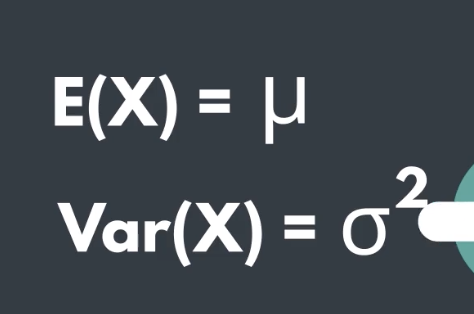 E(X) = μ
Var(X) = σ²